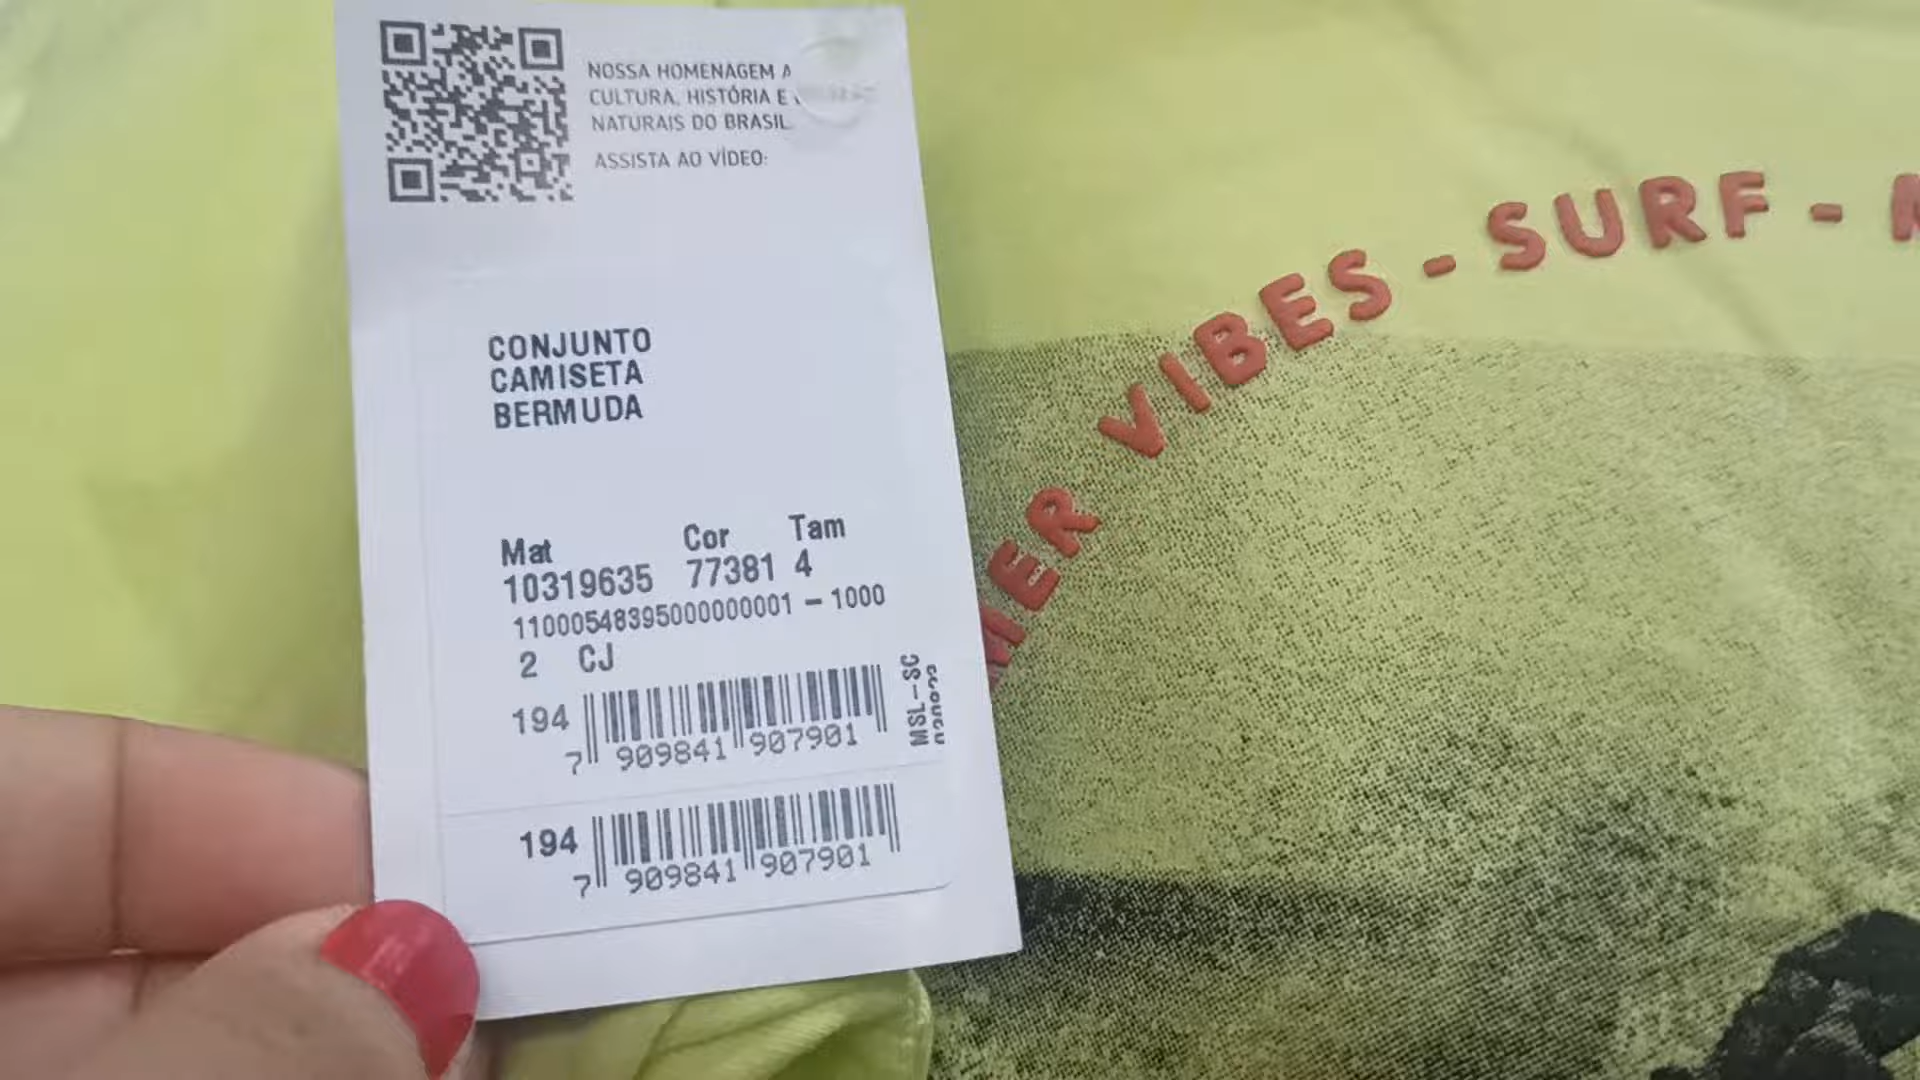 NOSSA HOMENAGEM A
CULTURA, HISTÓRIA E
NATURAIS DO BRASIL
ASSISTA AO VÍDEO:
CONJUNTO
CAMISETA
BERMUDA
Mat Cor Tam
10319635 77381 4
11000548395000000001 – 1000
2 CJ
194
7 909841 907901
MSL–SC
194
7 909841 907901
VIBES - SURF -